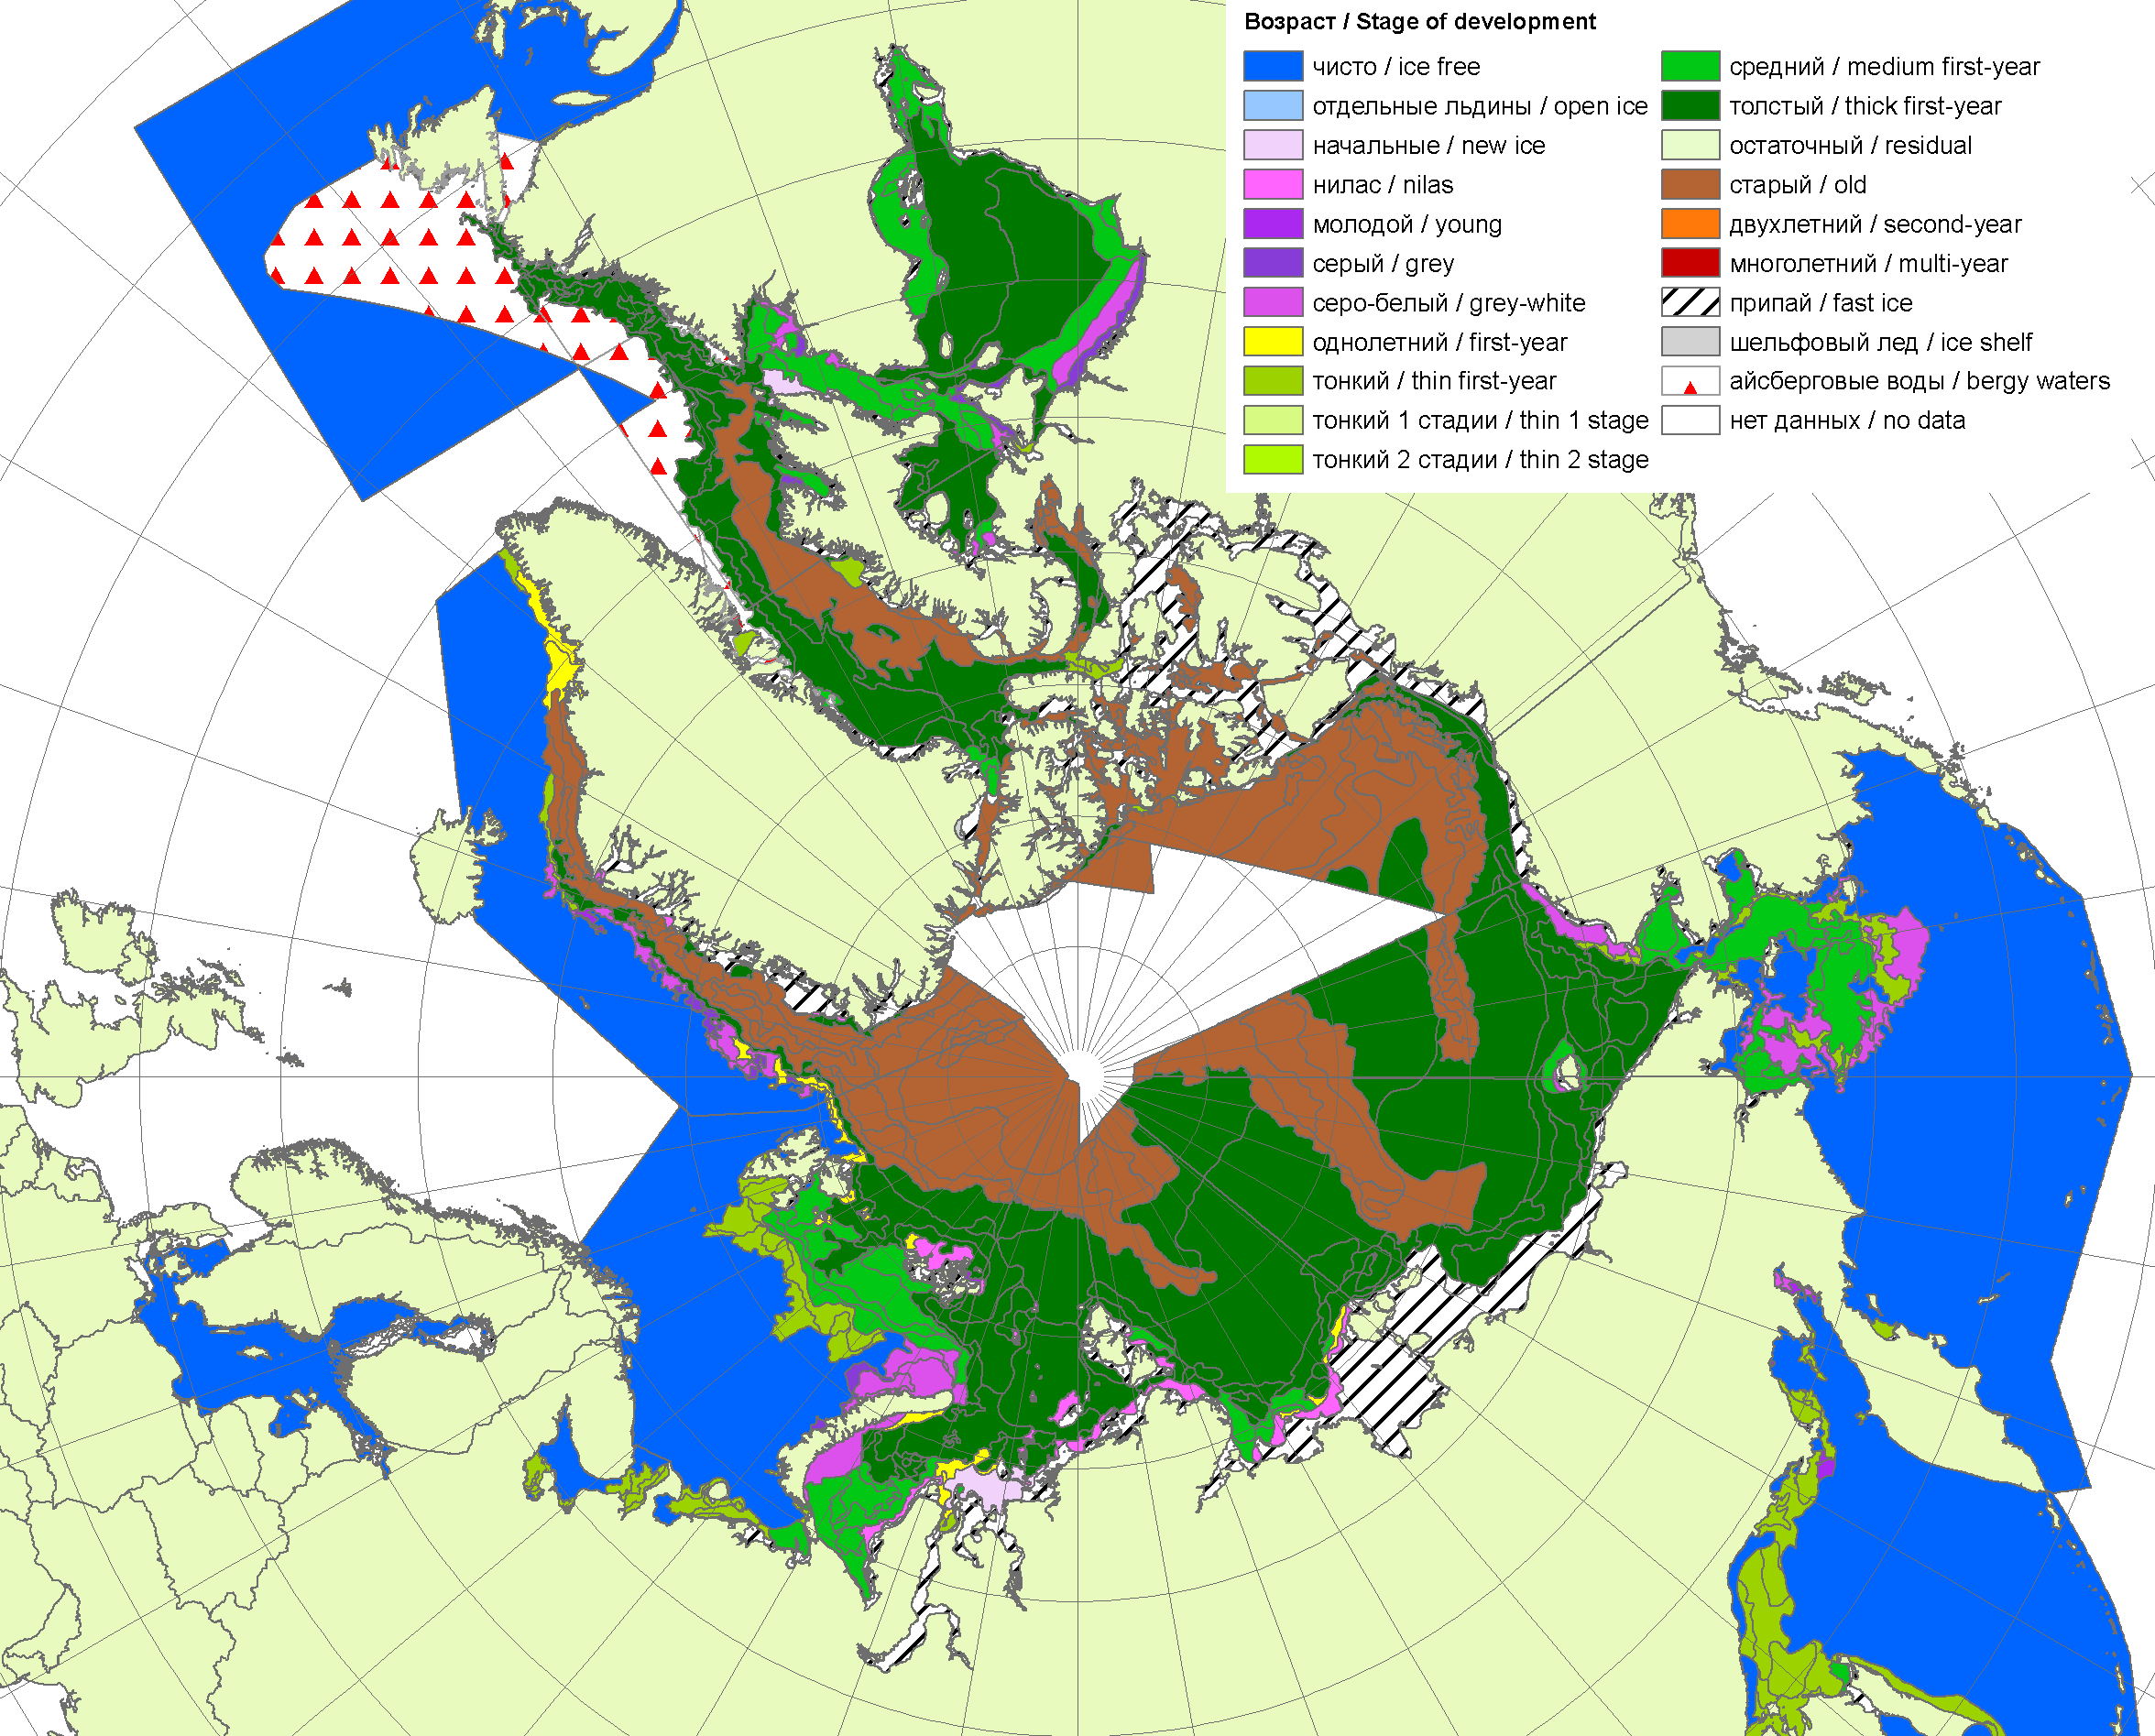 Возраст / Stage of development
чисто / ice free
отдельные льдины / open ice
начальные / new ice
нилас / nilas
молодой / young
серый / grey
серо-белый / grey-white
однолетний / first-year
тонкий / thin first-year
тонкий 1 стадии / thin 1 stage
тонкий 2 стадии / thin 2 stage
средний / medium first-year
толстый / thick first-year
остаточный / residual
старый / old
двухлетний / second-year
многолетний / multi-year
припай / fast ice
шельфовый лед / ice shelf
айсберговые воды / bergy waters
нет данных / no data